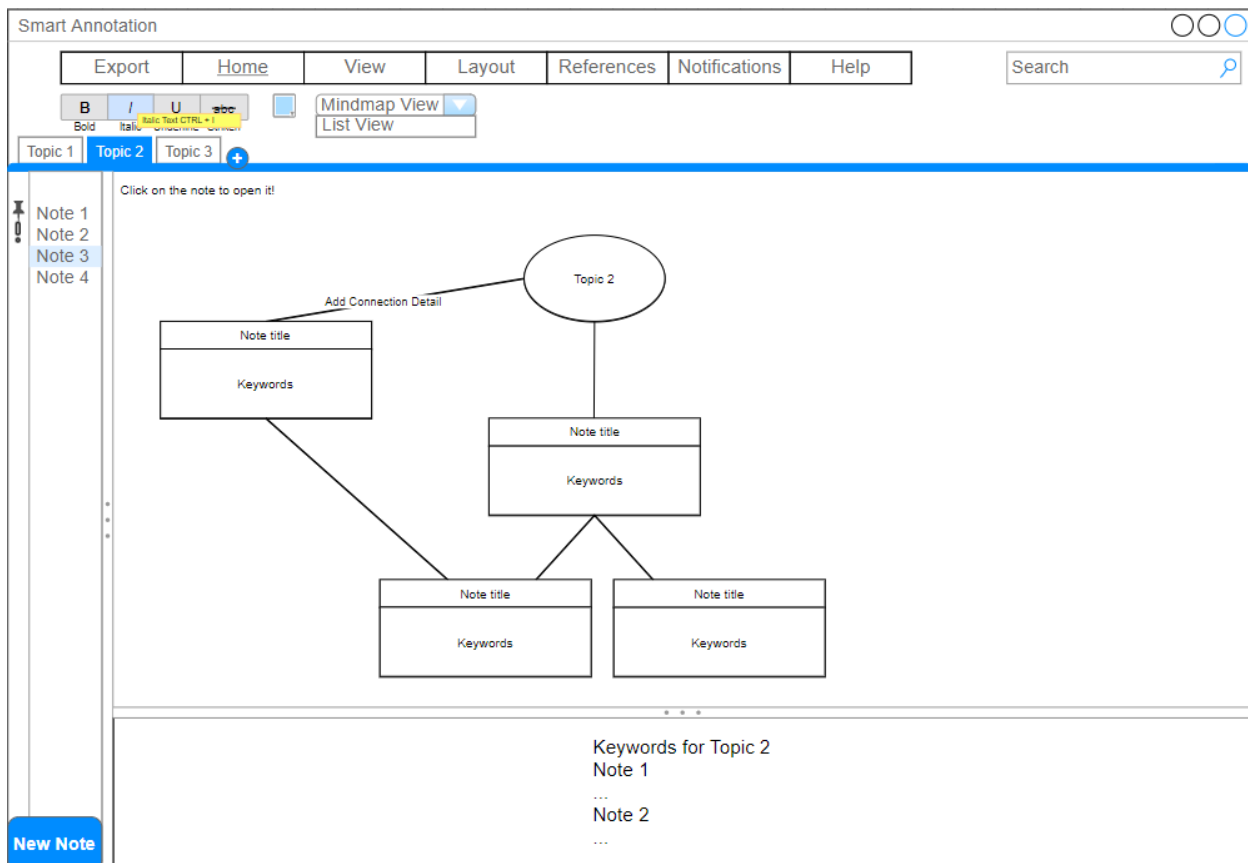 Smart Annotation
Export Home View Layout References Notifications Help Search
B I U abc Mindmap View
Bold Italic Underline Striken
Italic Text CTRL + I
List View
Topic 1 Topic 2 Topic 3 +
Click on the note to open it!
Note 1
Note 2
Note 3
Note 4
Topic 2
Add Connection Detail
Note title
Keywords
Note title
Keywords
Note title
Keywords
Note title
Keywords
Keywords for Topic 2
Note 1
...
Note 2
...
New Note